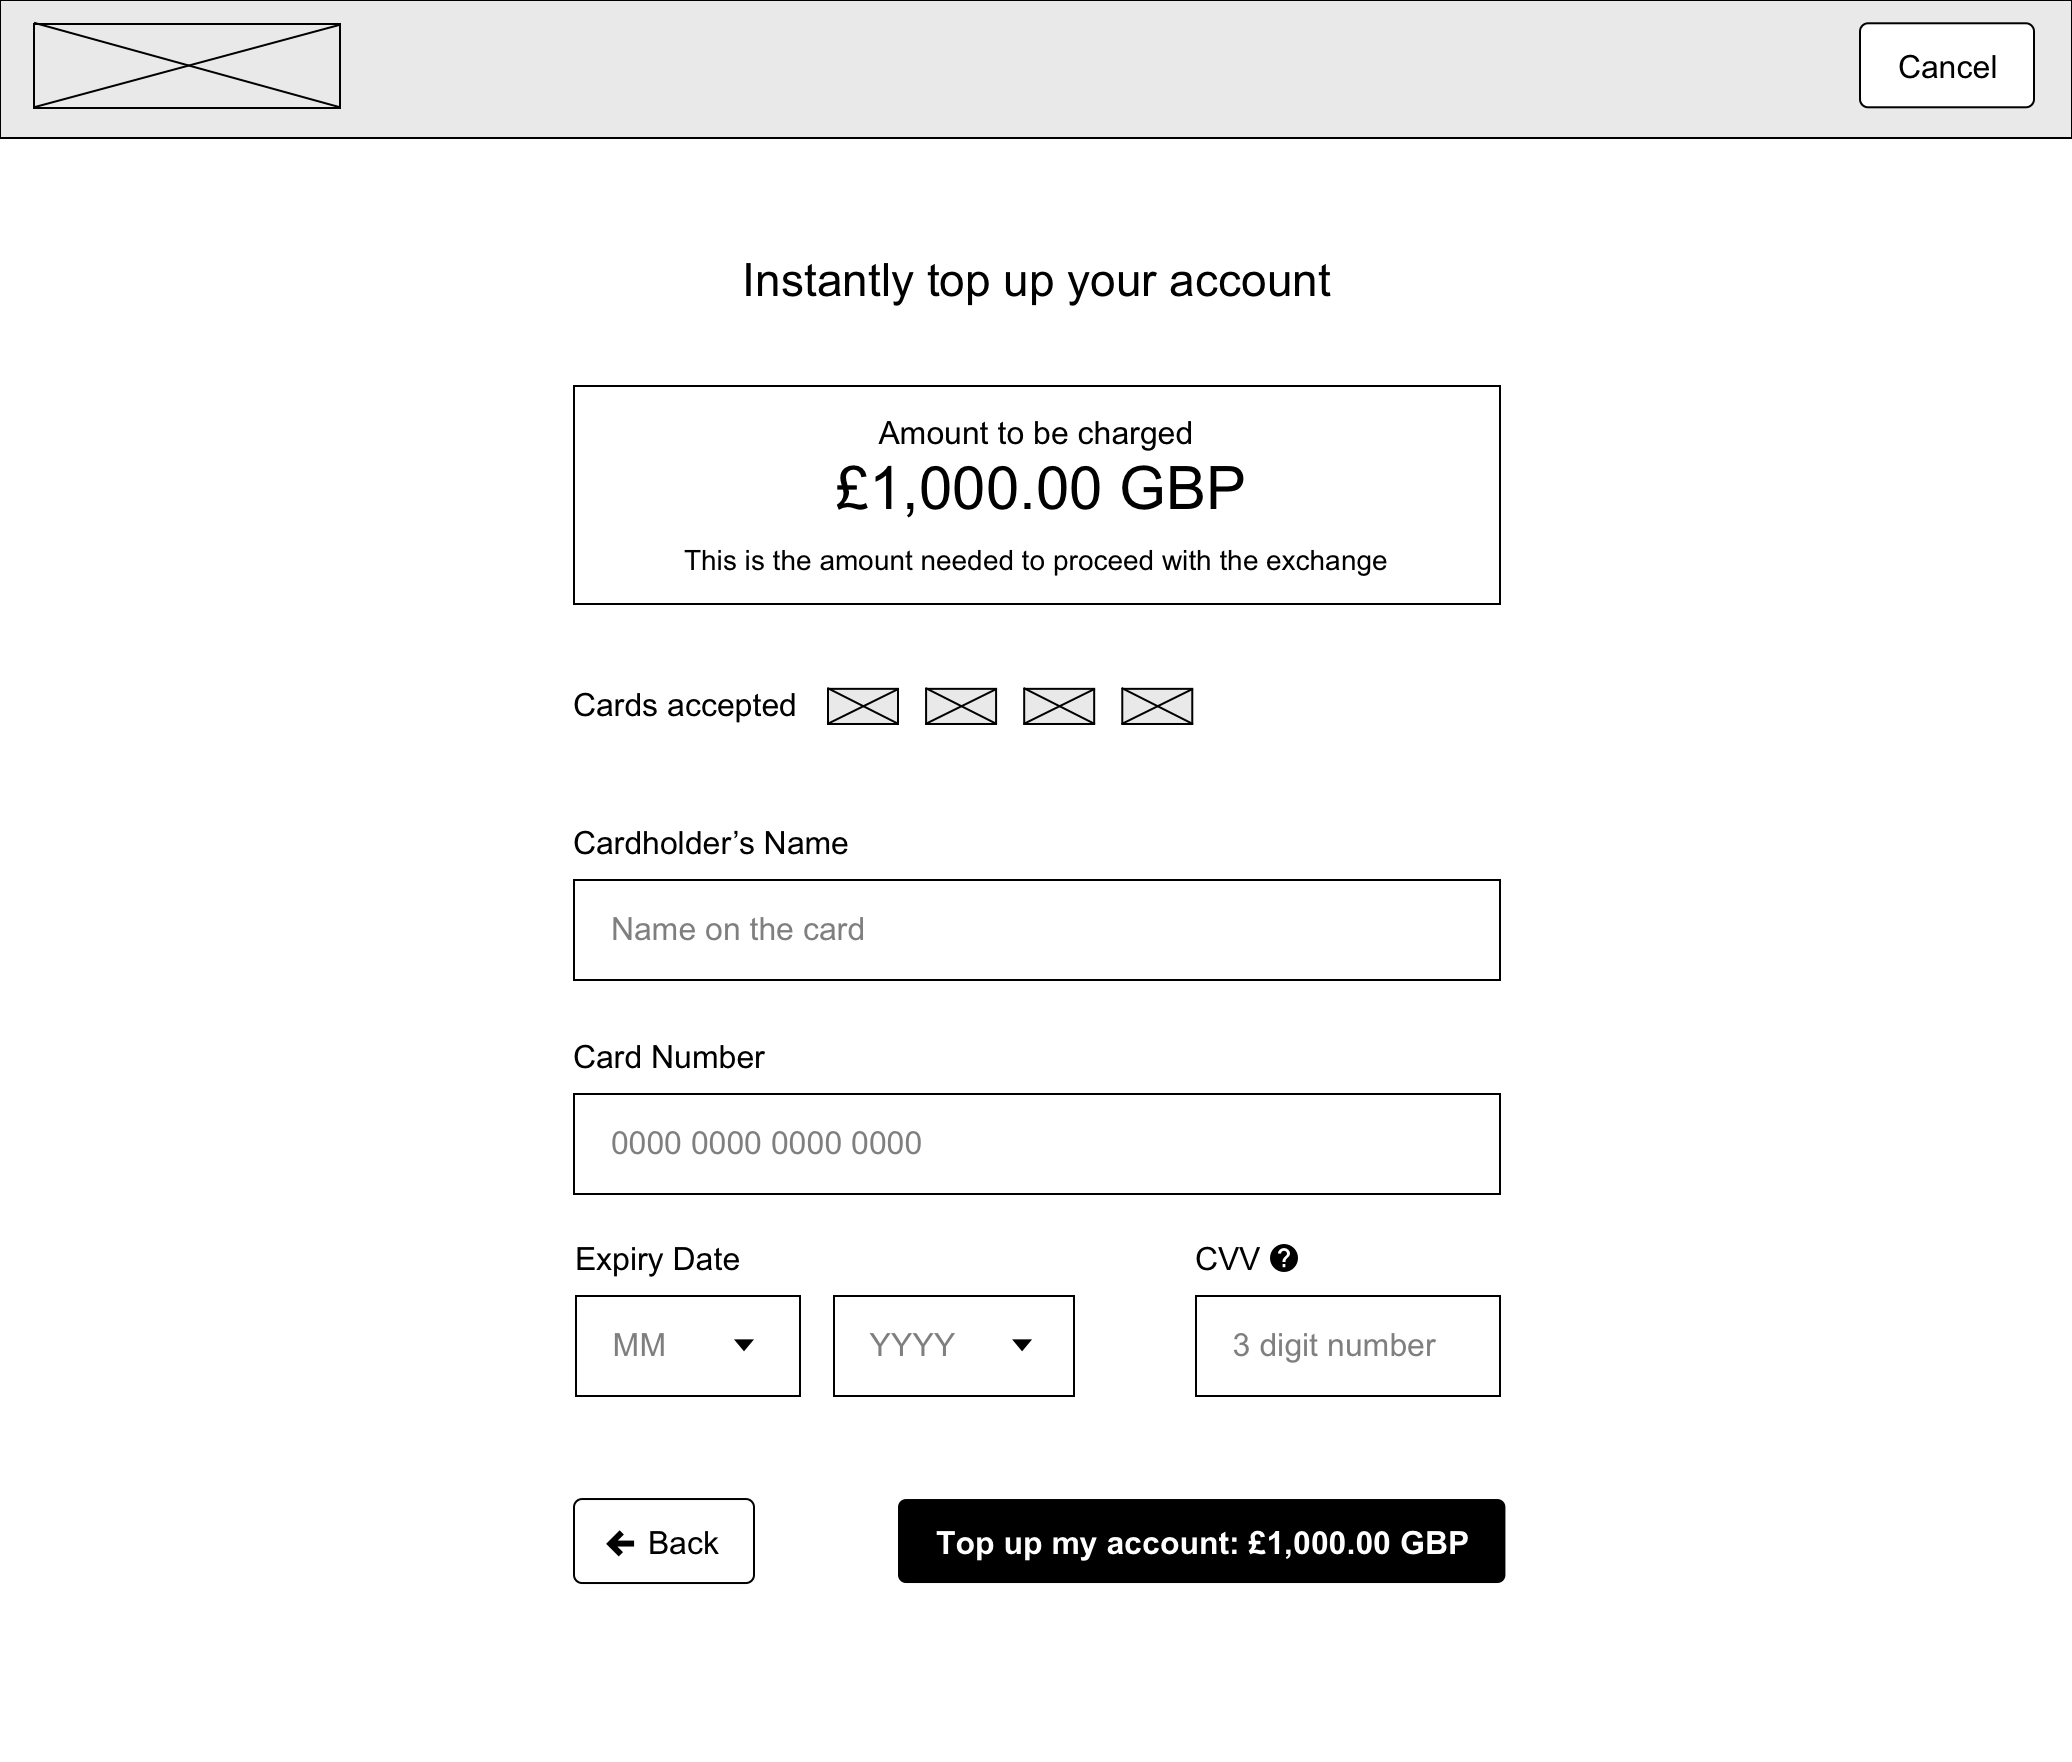 Cancel
Instantly top up your account
Amount to be charged
£1,000.00 GBP
This is the amount needed to proceed with the exchange
Cards accepted
Cardholder’s Name
Name on the card
Card Number
0000 0000 0000 0000
Expiry Date
CVV ?
MM
YYYY
3 digit number
Back
Top up my account: £1,000.00 GBP